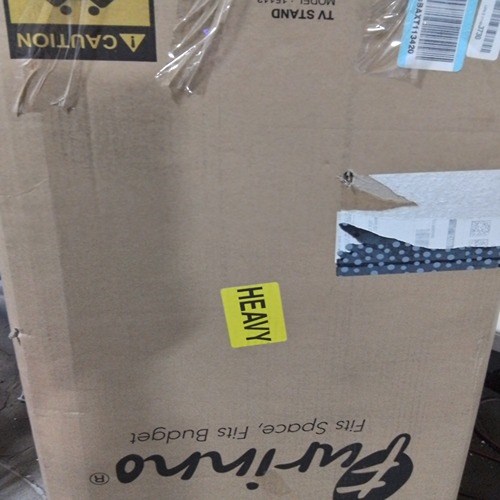 Furinno®
Fits Space, Fits Budget
HEAVY
TV STAND
MODEL:
CAUTION